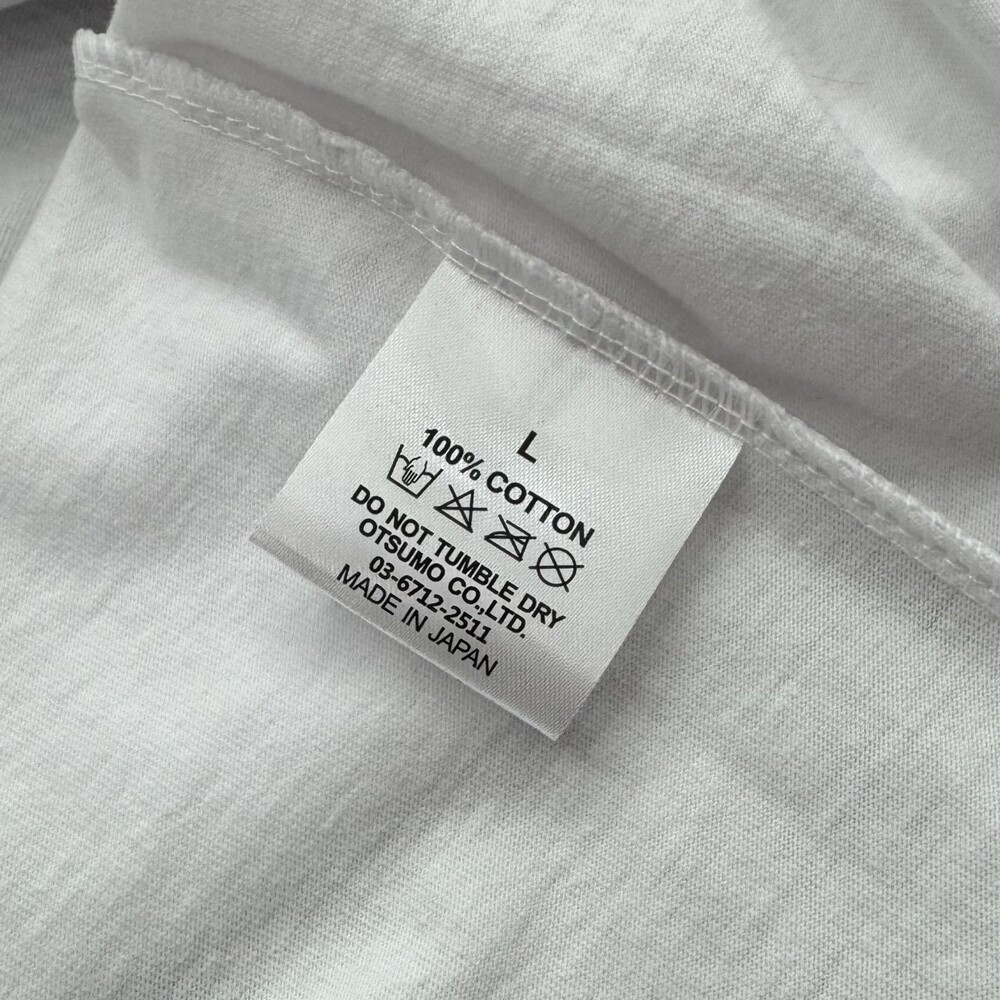 L
100% COTTON
DO NOT TUMBLE DRY
OTSUMO CO.,LTD.
03-6712-2511
MADE IN JAPAN